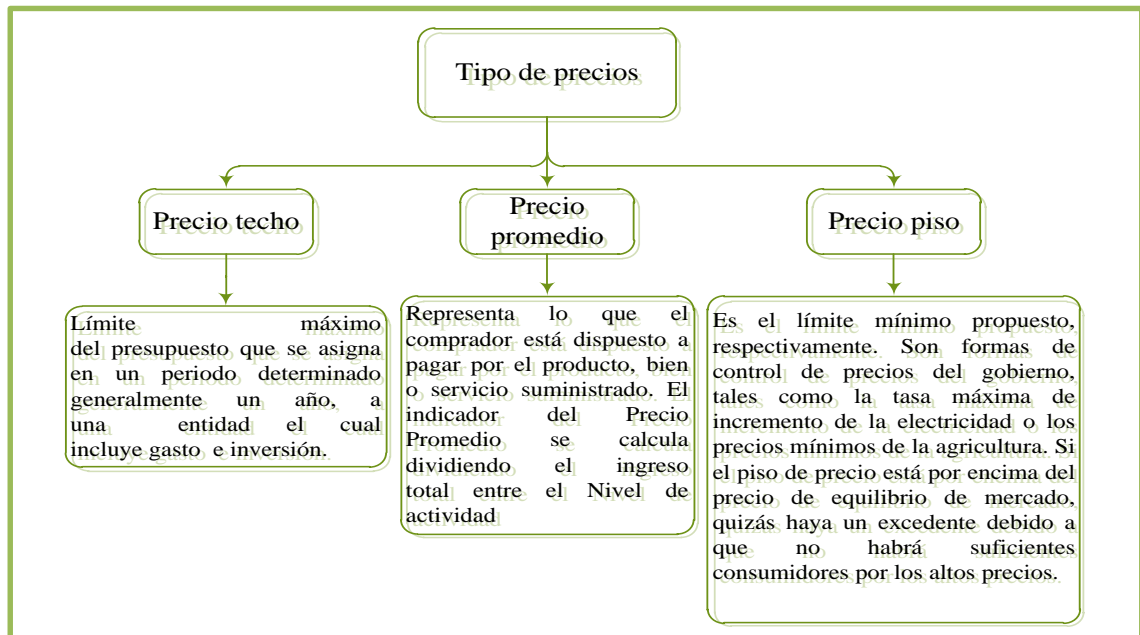 Tipo de precios
Precio techo
Precio
promedio
Precio piso
Límite máximo
del presupuesto que se asigna
en un periodo determinado
generalmente un año, a
una entidad el cual
incluye gasto e inversión.
Representa lo que el
comprador está dispuesto a
pagar por el producto, bien
o servicio suministrado. El
indicador del Precio
Promedio se calcula
dividiendo el ingreso
total entre el Nivel de
actividad
Es el límite mínimo propuesto,
respectivamente. Son formas de
control de precios del gobierno,
tales como la tasa máxima de
incremento de la electricidad o los
precios mínimos de la agricultura. Si
el piso de precio está por encima del
precio de equilibrio de mercado,
quizás haya un excedente debido a
que no habrá suficientes
consumidores por los altos precios.